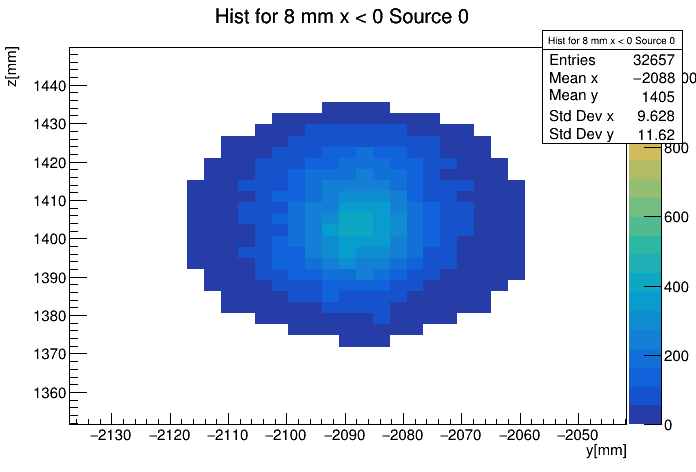 Hist for 8 mm x < 0 Source 0
z[mm]
Hist for 8 mm x < 0 Source 0
Entries 32657
Mean x −2088
Mean y 1405
Std Dev x 9.628
Std Dev y 11.62
1440
1430
1420
1410
1400
1390
1380
1370
1360
00
800
600
400
200
0
−2130 −2120 −2110 −2100 −2090 −2080 −2070 −2060 −2050
y[mm]